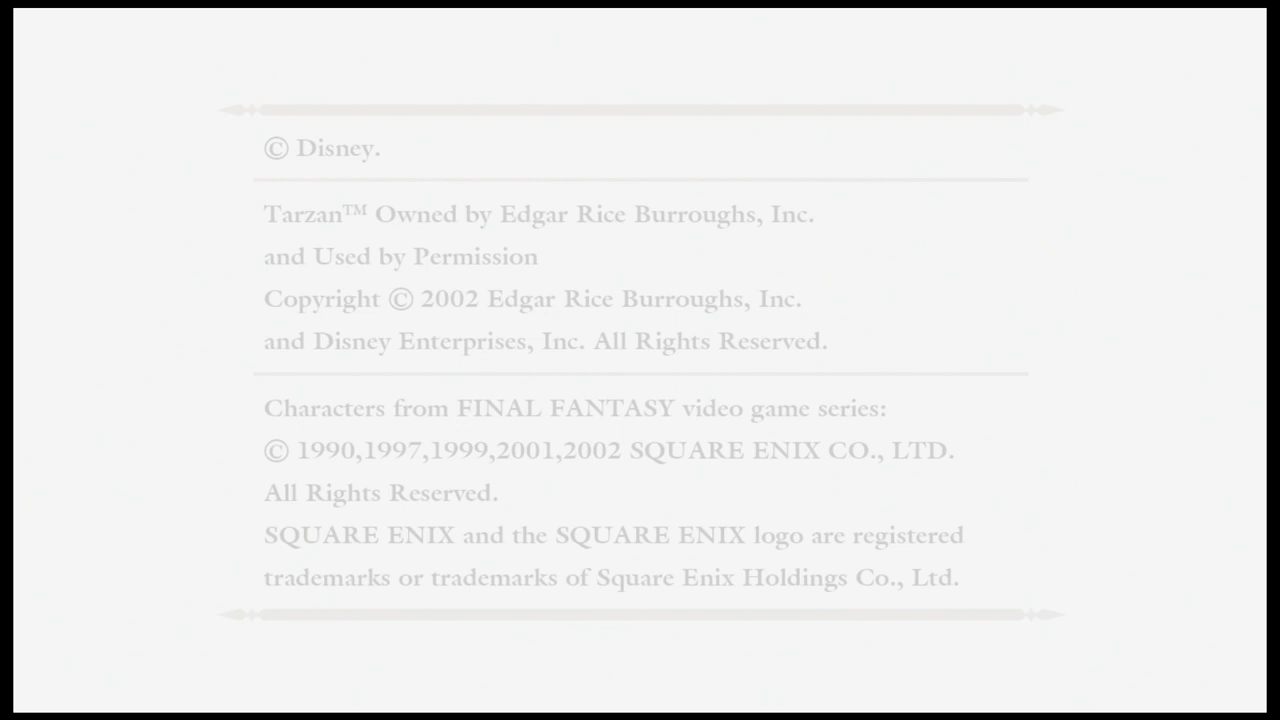 © Disney.
Tarzan™ Owned by Edgar Rice Burroughs, Inc.
and Used by Permission
Copyright © 2002 Edgar Rice Burroughs, Inc.
and Disney Enterprises, Inc. All Rights Reserved.
Characters from FINAL FANTASY video game series:
© 1990,1997,1999,2001,2002 SQUARE ENIX CO., LTD.
All Rights Reserved.
SQUARE ENIX and the SQUARE ENIX logo are registered
trademarks or trademarks of Square Enix Holdings Co., Ltd.